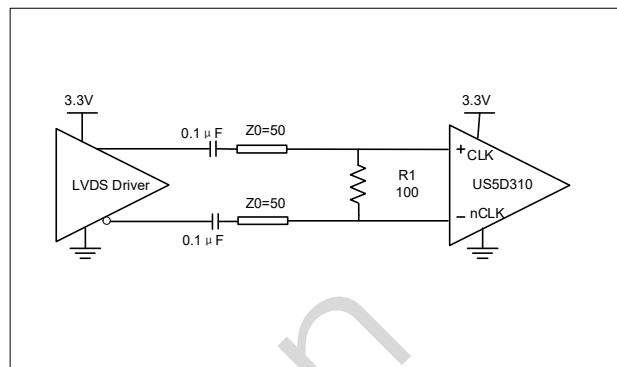 3.3V
3.3V
0.1 μF
Z0=50
+ CLK
LVDS Driver
R1
100
US5D310
Z0=50
− nCLK
0.1 μF